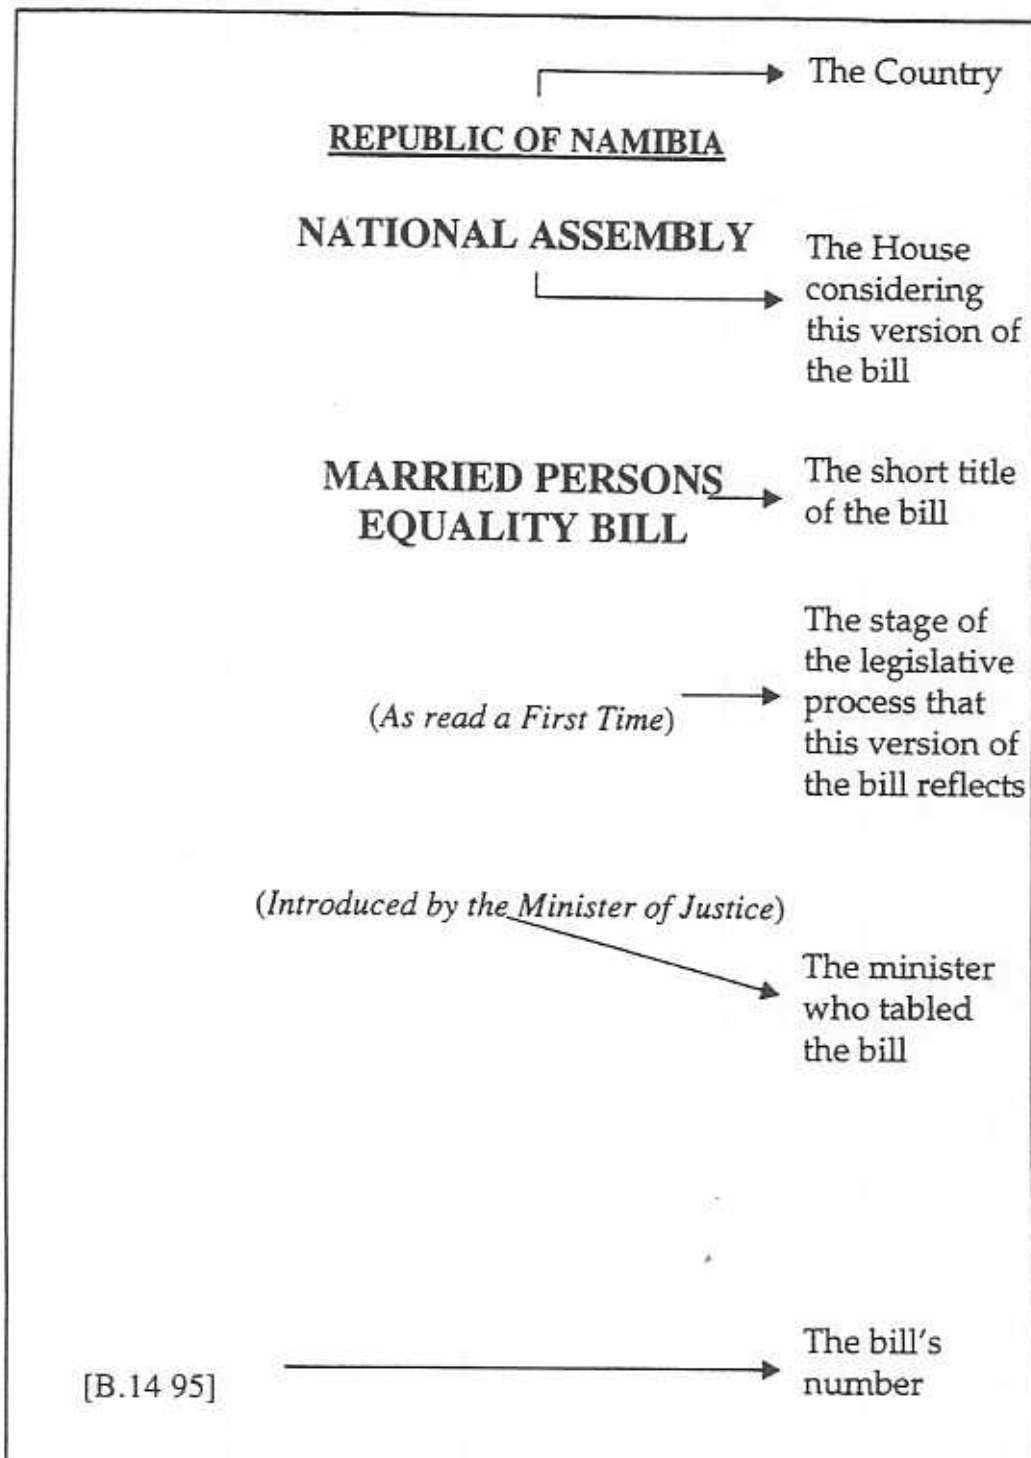 The Country
REPUBLIC OF NAMIBIA
NATIONAL ASSEMBLY
The House
considering
this version of
the bill
MARRIED PERSONS
EQUALITY BILL
The short title
of the bill
(As read a First Time)
The stage of
the legislative
process that
this version of
the bill reflects
(Introduced by the Minister of Justice)
The minister
who tabled
the bill
[B.14 95]
The bill's
number